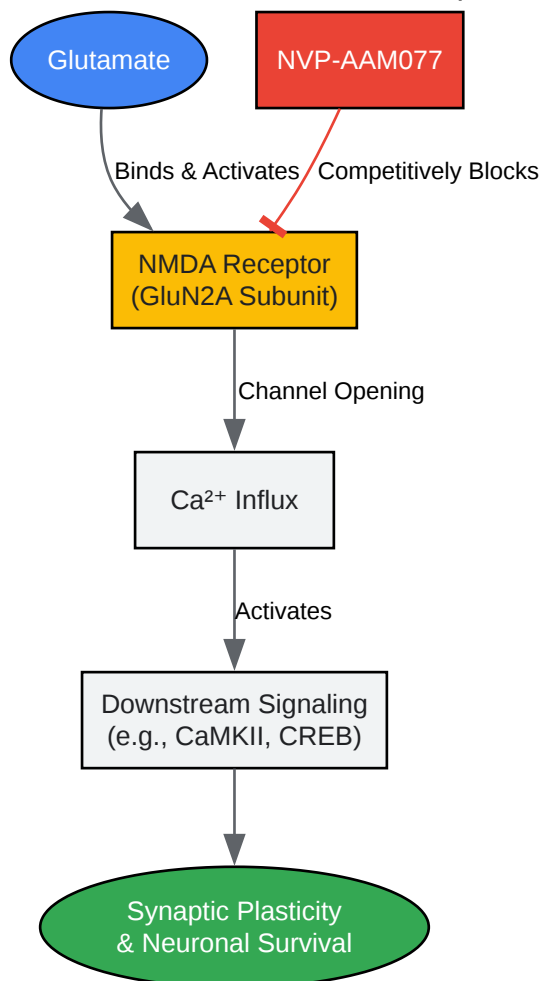 Glutamate
NVP-AAM077
Binds & Activates
Competitively Blocks
NMDA Receptor
(GluN2A Subunit)
Channel Opening
Ca²⁺ Influx
Activates
Downstream Signaling
(e.g., CaMKII, CREB)
Synaptic Plasticity
& Neuronal Survival